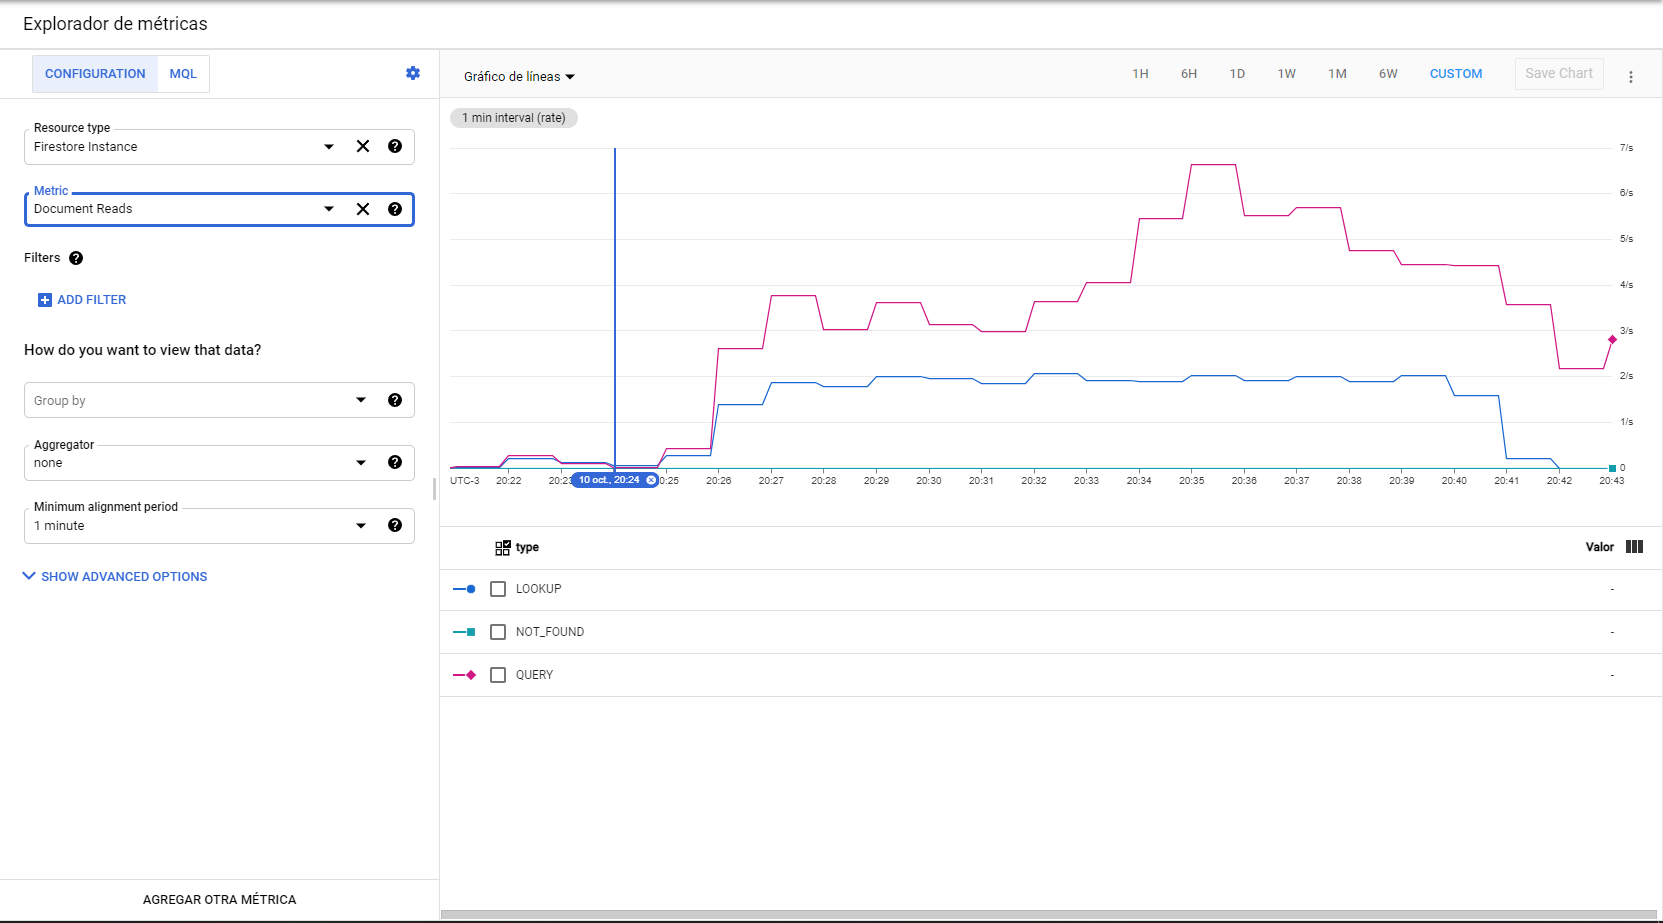 Explorador de métricas
CONFIGURATION
MQL
Resource type
Firestore Instance
Metric
Document Reads
Filters
ADD FILTER
How do you want to view that data?
Group by
Aggregator
none
Minimum alignment period
1 minute
SHOW ADVANCED OPTIONS
AGREGAR OTRA MÉTRICA
Gráfico de líneas
1H 6H 1D 1W 1M 6W CUSTOM Save Chart
1 min interval (rate)
7/s
6/s
5/s
4/s
3/s
2/s
1/s
0
UTC-3 20:22 20:23 10 oct., 20:24 20:25 20:26 20:27 20:28 20:29 20:30 20:31 20:32 20:33 20:34 20:35 20:36 20:37 20:38 20:39 20:40 20:41 20:42 20:43
type Valor
LOOKUP -
NOT_FOUND -
QUERY -